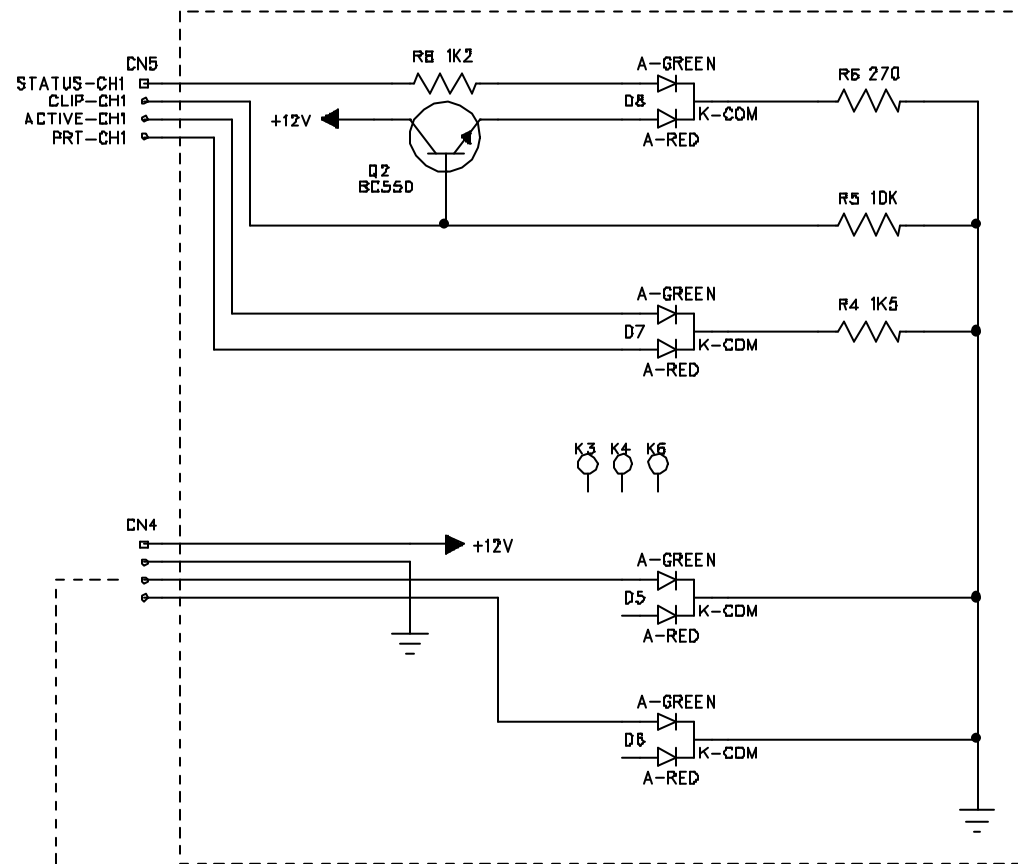 CN5
STATUS-CH1
CLIP-CH1
ACTIVE-CH1
PRT-CH1
R8 1K2
+12V
Q2
BC550
A-GREEN
D8
K-COM
A-RED
R6 270
R5 10K
A-GREEN
D7
K-COM
A-RED
R4 1K5
K3 K4 K6
CN4
+12V
A-GREEN
D5
K-COM
A-RED
A-GREEN
D6
K-COM
A-RED